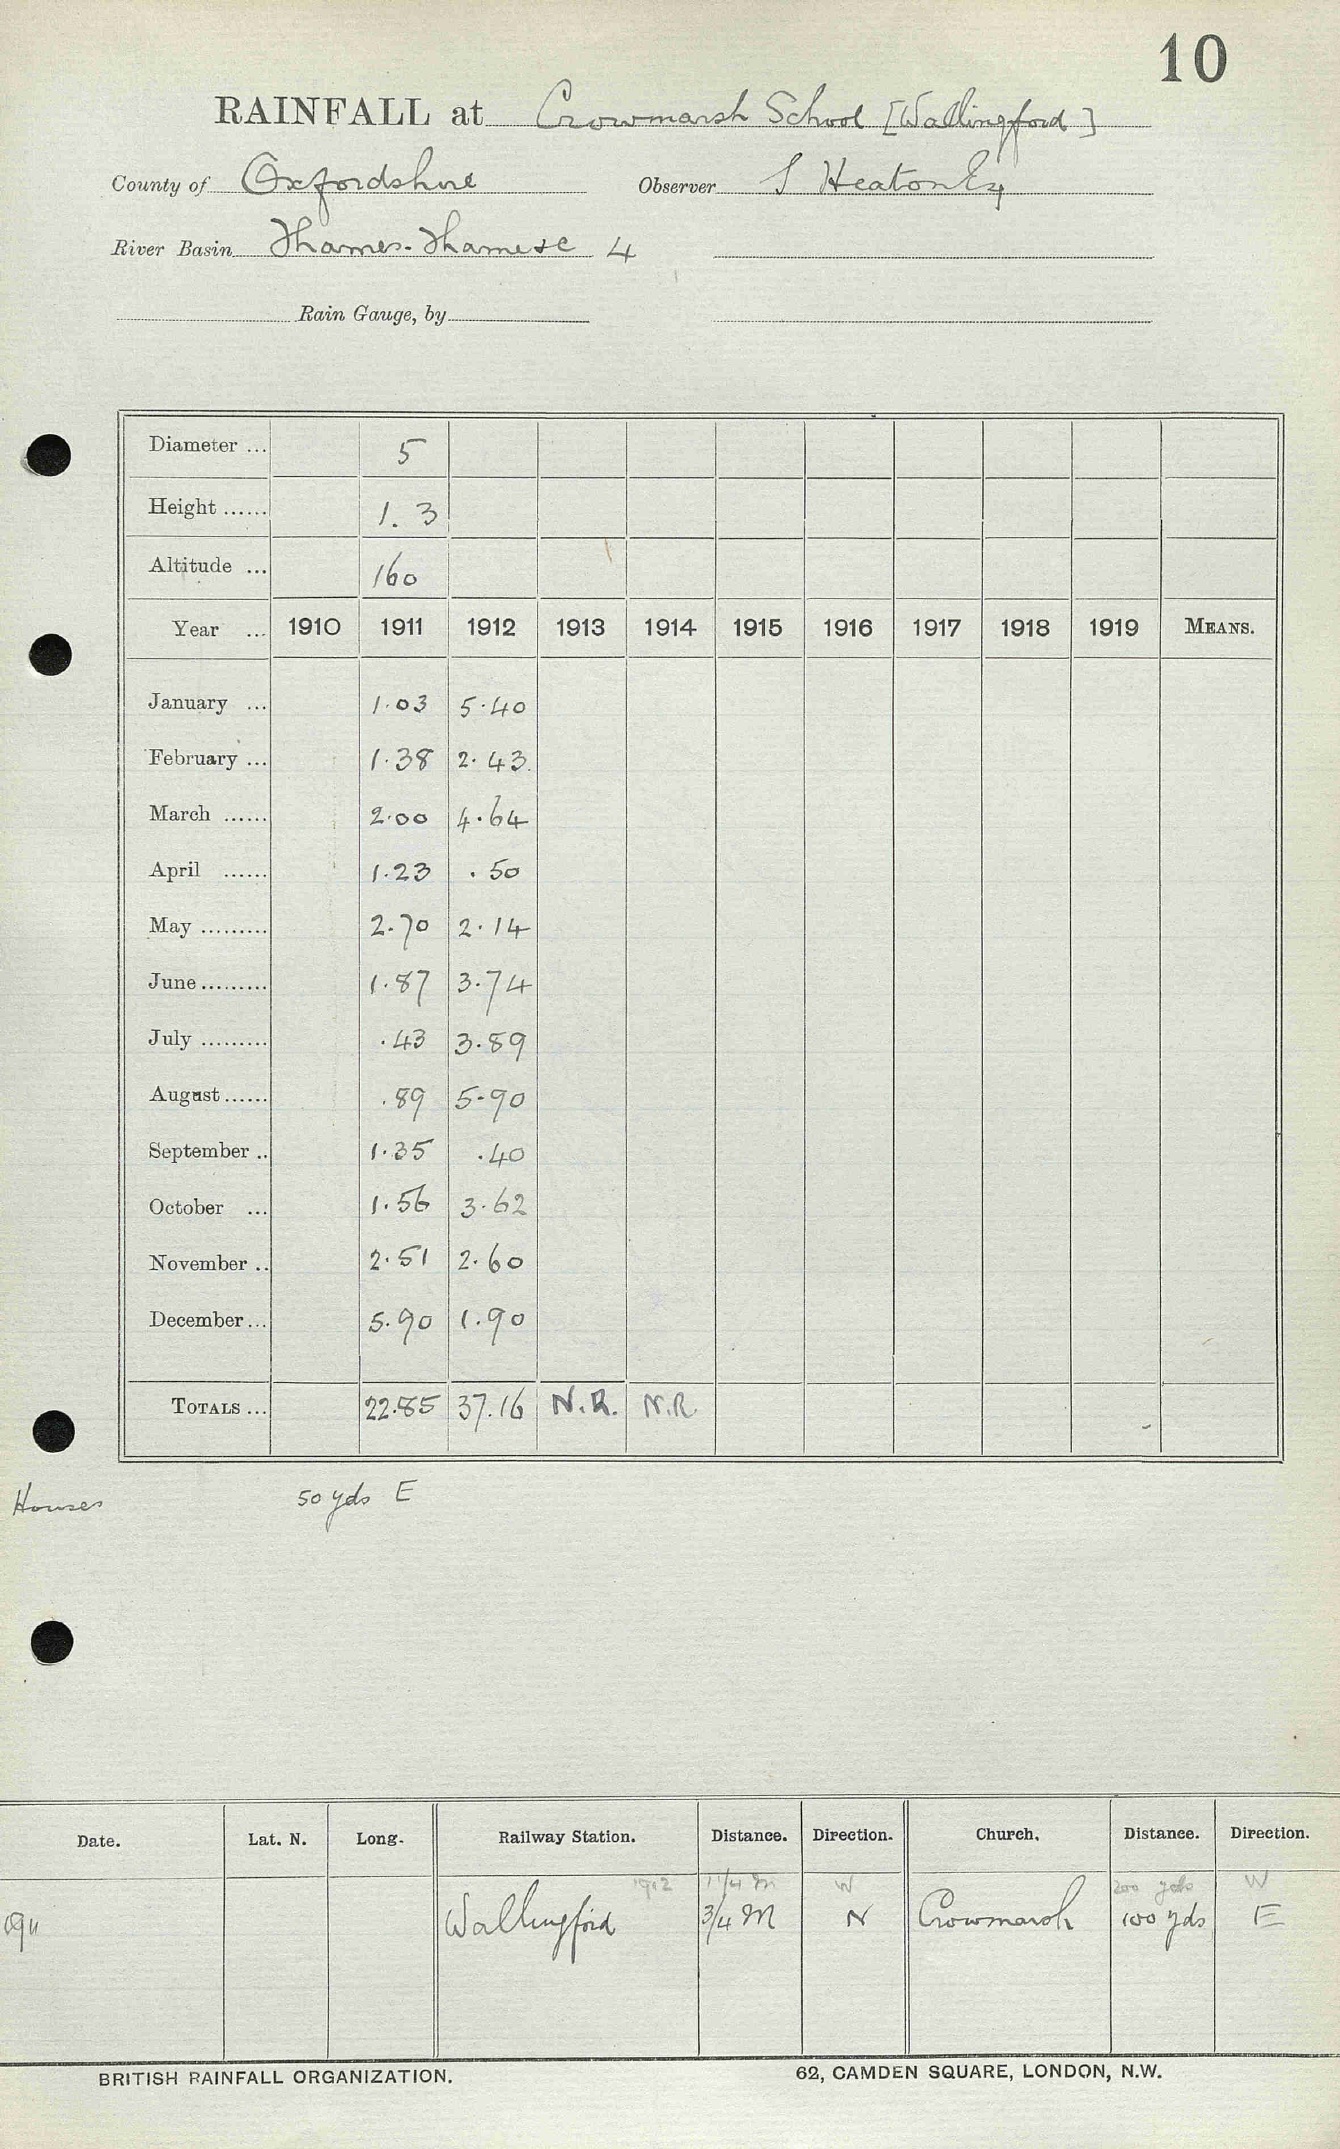 10
RAINFALL at Crowmarsh School [Wallingford]
County of Oxfordshire Observer S Heaton Esq
River Basin Thames - Thames 4
Rain Gauge, by
Diameter ... 5
Height ...... 1. 3
Altitude ... 160
Year ... 1910 1911 1912 1913 1914 1915 1916 1917 1918 1919 MEANS.
January ... 1.03 5.40
February ... 1.38 2.43
March ...... 2.00 4.64
April ...... 1.23 .50
May ......... 2.70 2.14
June ......... 1.87 3.74
July ......... .43 3.89
August ...... .89 5.90
September .. 1.35 .40
October ... 1.56 3.62
November .. 2.51 2.60
December ... 5.90 1.90
TOTALS ... 22.85 37.16 N.R. N.R.
Houses 50 yds E
Date. Lat. N. Long. Railway Station. Distance. Direction. Church. Distance. Direction.
1912 1 1/4 M W 200 yds W
1911 Wallingford 3/4 M N Crowmarsh 100 yds E
BRITISH RAINFALL ORGANIZATION. 62, CAMDEN SQUARE, LONDON, N.W.